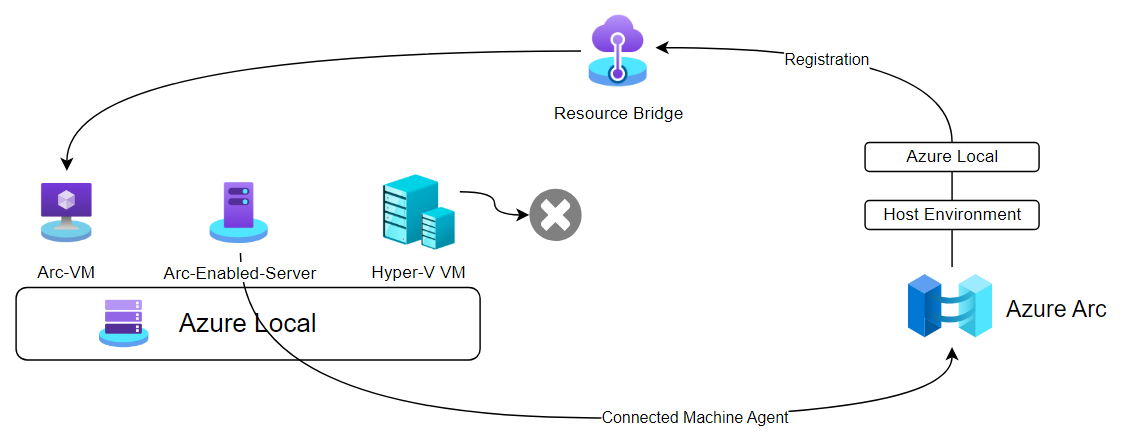 Registration
Resource Bridge
Azure Local
Host Environment
Arc-VM
Arc-Enabled-Server
Hyper-V VM
Azure Local
Azure Arc
Connected Machine Agent